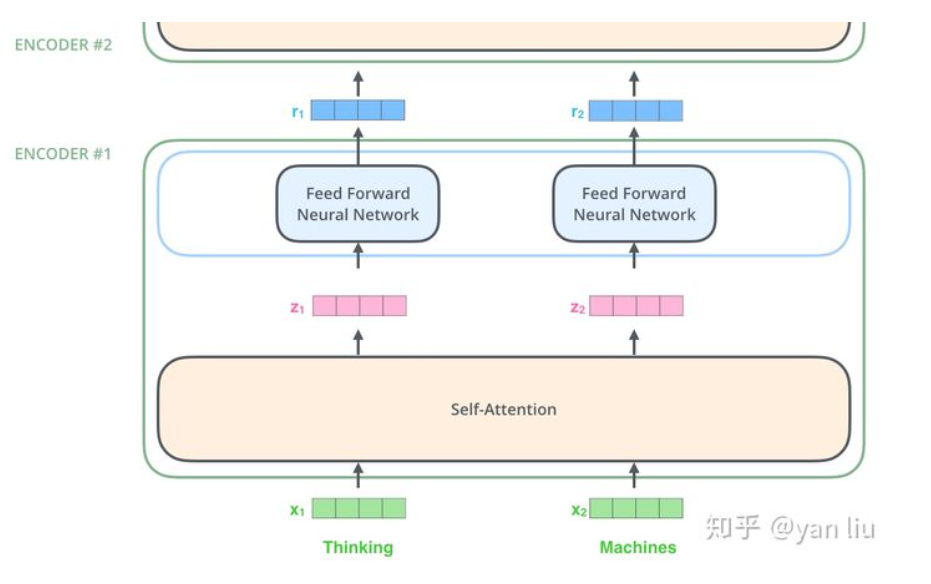 ENCODER #2
r₁
r₂
ENCODER #1
Feed Forward
Neural Network
Feed Forward
Neural Network
z₁
z₂
Self-Attention
x₁
x₂
知乎 @yan liu
Thinking
Machines